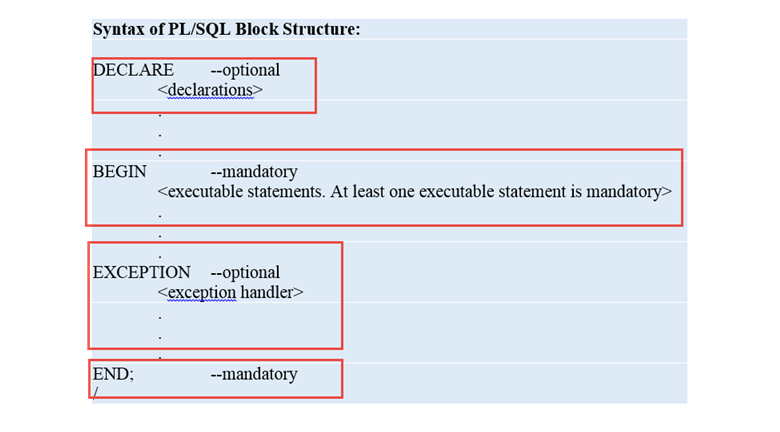 Syntax of PL/SQL Block Structure:
DECLARE --optional
<declarations>
.
.
.
BEGIN --mandatory
<executable statements. At least one executable statement is mandatory>
.
.
.
EXCEPTION --optional
<exception handler>
.
.
.
END; --mandatory
/